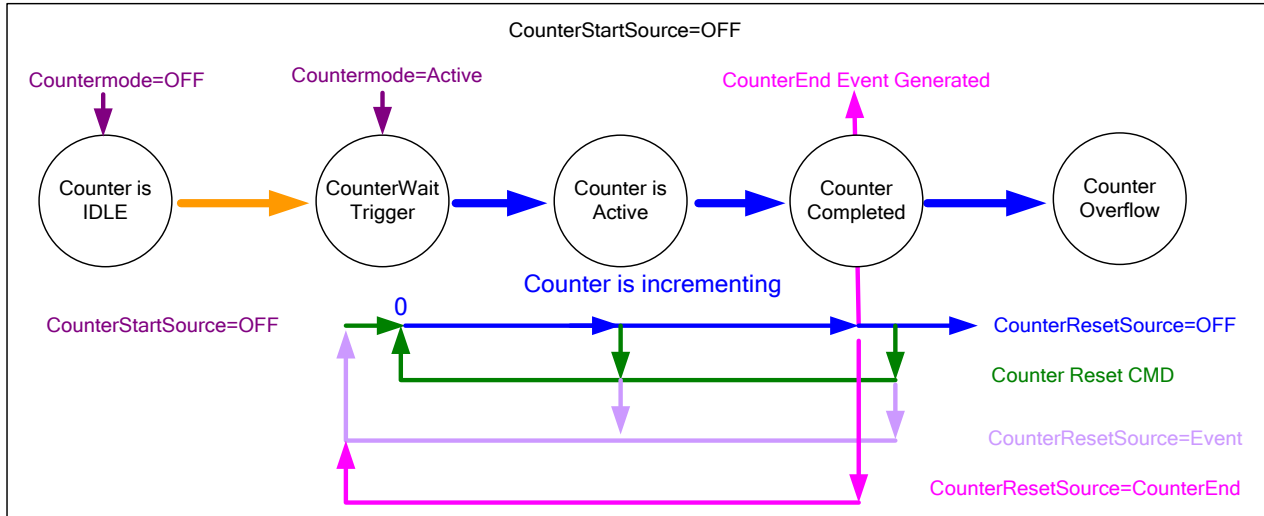 CounterStartSource=OFF
Countermode=OFF
Countermode=Active
CounterEnd Event Generated
Counter is
IDLE
CounterWait
Trigger
Counter is
Active
Counter
Completed
Counter
Overflow
Counter is incrementing
0
CounterStartSource=OFF
CounterResetSource=OFF
Counter Reset CMD
CounterResetSource=Event
CounterResetSource=CounterEnd